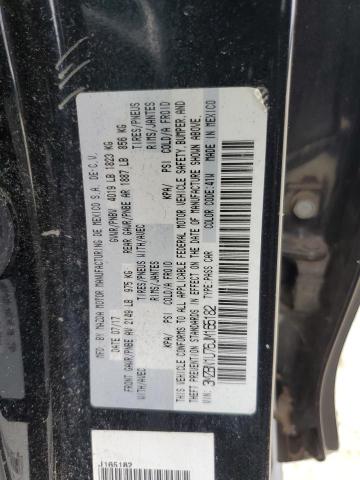 MFD. BY MAZDA MOTOR MANUFACTURING DE MEXICO S.A. DE C.V.
DATE: 07/17 GVWR/PNBV 4019 LB 1823 KG
FRONT GAWR/PNBE AV 2149 LB 975 KG REAR GAWR/PNBE AR 1887 LB 856 KG
WITH/AVEC TIRES/PNEUS WITH/AVEC TIRES/PNEUS
RIMS/JANTES RIMS/JANTES
KPA/ PSI COLD/A FROID KPA/ PSI COLD/A FROID
THIS VEHICLE CONFORMS TO ALL APPLICABLE FEDERAL MOTOR VEHICLE SAFETY, BUMPER, AND
THEFT PREVENTION STANDARDS IN EFFECT ON THE DATE OF MANUFACTURE SHOWN ABOVE.
VIN: TYPE: PASS CAR COLOR CODE: 41W MADE IN MEXICO
J165182